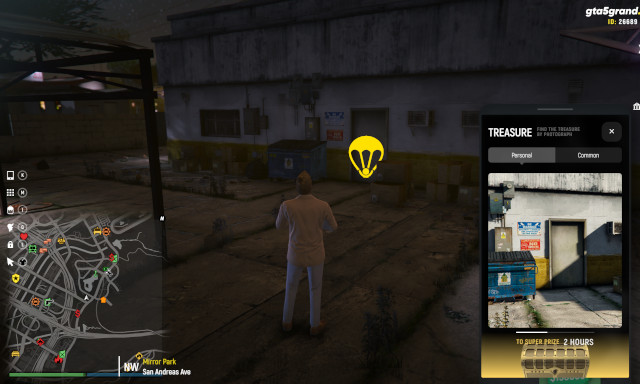 gta5grand.
ID: 26689
TREASURE
FIND THE TREASURE
BY PHOTOGRAPH
Personal
Common
K
M
I
TO SUPER PRIZE 2 HOURS
N
NW
Mirror Park
San Andreas Ave